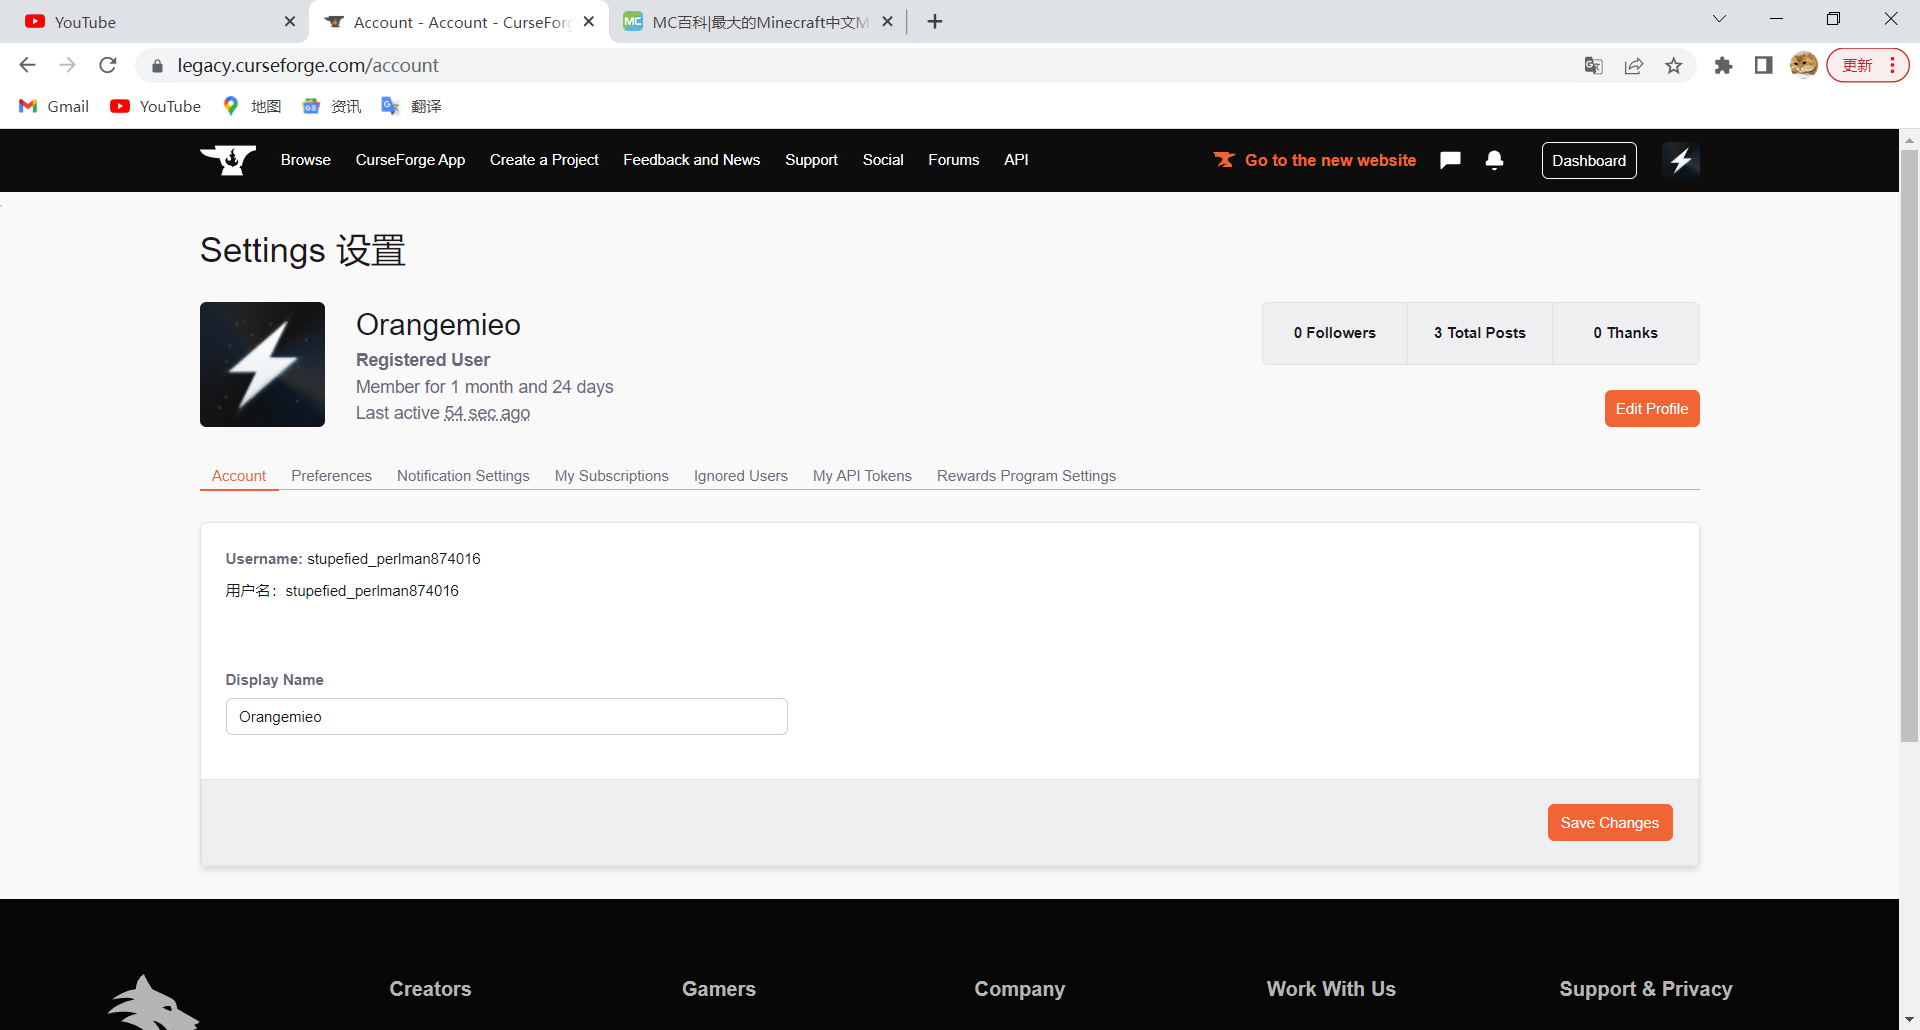 YouTube
Account - Account - CurseForg
MC百科|最大的Minecraft中文M
legacy.curseforge.com/account
更新
Gmail
YouTube
地图
资讯
翻译
Browse
CurseForge App
Create a Project
Feedback and News
Support
Social
Forums
API
Go to the new website
Dashboard
Settings 设置
Orangemieo
Registered User
Member for 1 month and 24 days
Last active 54 sec ago
0 Followers
3 Total Posts
0 Thanks
Edit Profile
Account
Preferences
Notification Settings
My Subscriptions
Ignored Users
My API Tokens
Rewards Program Settings
Username: stupefied_perlman874016
用户名：stupefied_perlman874016
Display Name
Orangemieo
Save Changes
Creators
Gamers
Company
Work With Us
Support & Privacy